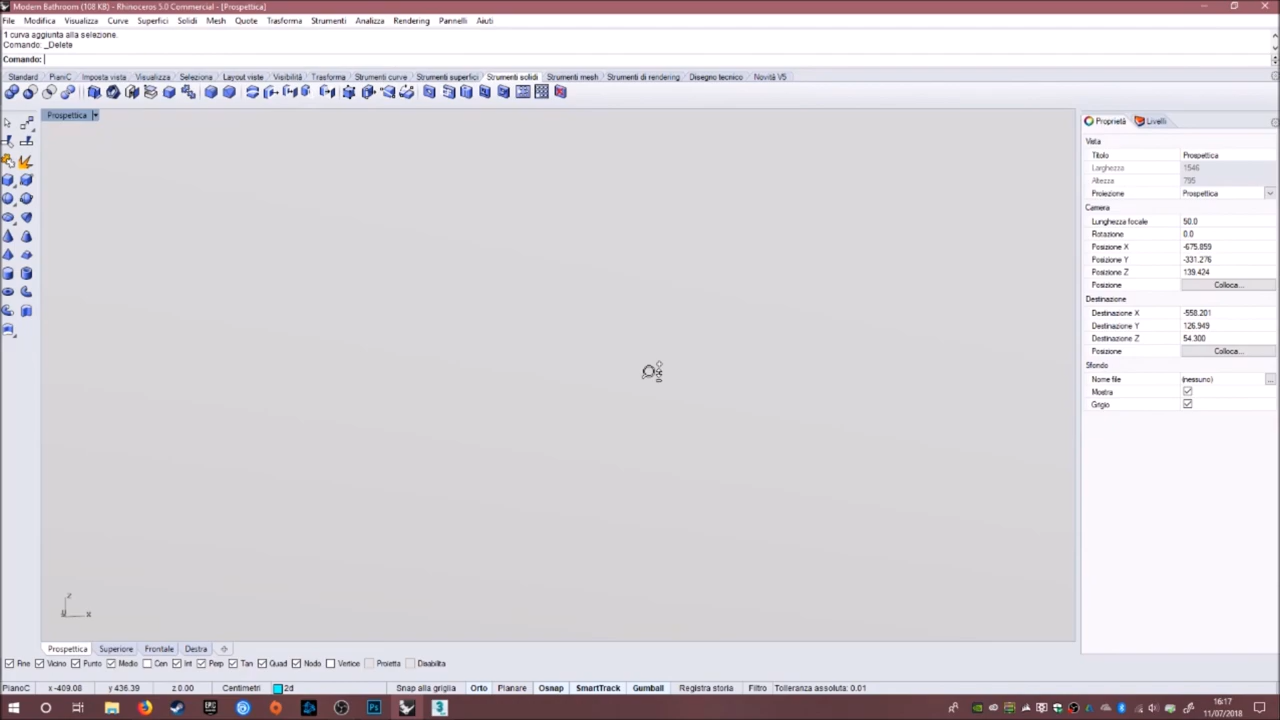 Modern Bathroom (108 KB) - Rhinoceros 5.0 Commercial - [Prospettica]
File Modifica Visualizza Curve Superfici Solidi Mesh Quote Trasforma Strumenti Analizza Rendering Pannelli Aiuti
1 curva aggiunta alla selezione.
Comando: _Delete
Comando:
Standard PianiC Imposta vista Visualizza Seleziona Layout viste Visibilità Trasforma Strumenti curve Strumenti superfici Strumenti solidi Strumenti mesh Strumenti di rendering Disegno tecnico Novità V5
Prospettica
Proprietà Livelli
Vista
Titolo Prospettica
Larghezza 1546
Altezza 795
Proiezione Prospettica
Camera
Lunghezza focale 50.0
Rotazione 0.0
Posizione X -675.859
Posizione Y -331.276
Posizione Z 139.424
Posizione Colloca...
Destinazione
Destinazione X -558.201
Destinazione Y 126.949
Destinazione Z 54.300
Posizione Colloca...
Sfondo
Nome file (nessuno) ...
Mostra
Grigio
z
x
Prospettica Superiore Frontale Destra
Fine Vicino Punto Medio Cen Int Perp Tan Quad Nodo Vertice Proietta Disabilita
PianoC x -409.08 y 436.39 z 0.00 Centimetri 2d Snap alla griglia Orto Planare Osnap SmartTrack Gumball Registra storia Filtro Tolleranza assoluta: 0.01
16:17
11/07/2018